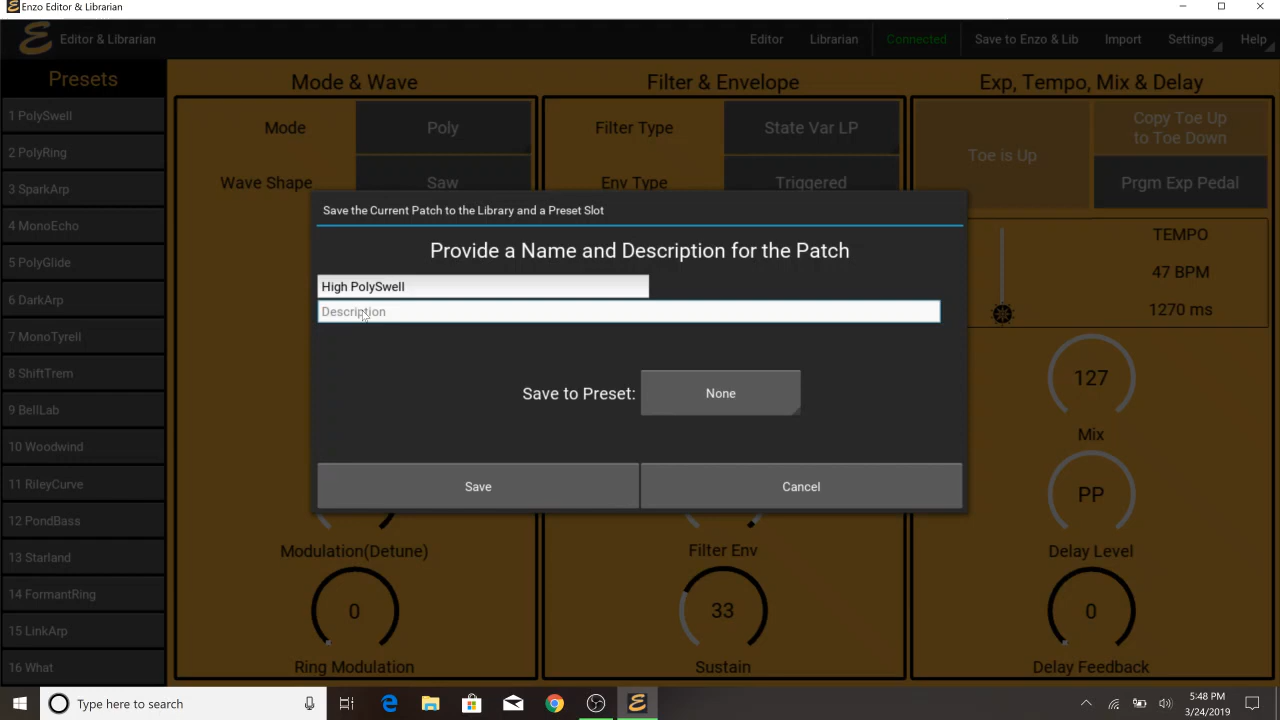 Enzo Editor & Librarian
Editor & Librarian
Editor
Librarian
Connected
Save to Enzo & Lib
Import
Settings
Help
Presets
1 PolySwell
2 PolyRing
3 SparkArp
4 MonoEcho
5 PolyGlide
6 DarkArp
7 MonoTyrell
8 ShiftTrem
9 BellLab
10 Woodwind
11 RileyCurve
12 PondBass
13 Starland
14 FormantRing
15 LinkArp
16 What
Mode & Wave
Mode
Poly
Wave Shape
Saw
Modulation(Detune)
0
Ring Modulation
Filter & Envelope
Filter Type
State Var LP
Env Type
Triggered
Filter Env
33
Sustain
Exp, Tempo, Mix & Delay
Toe is Up
Copy Toe Up
to Toe Down
Prgm Exp Pedal
TEMPO
47 BPM
1270 ms
127
Mix
PP
Delay Level
0
Delay Feedback
Save the Current Patch to the Library and a Preset Slot
Provide a Name and Description for the Patch
High PolySwell
Description
Save to Preset:
None
Save
Cancel
Type here to search
5:48 PM
3/24/2019